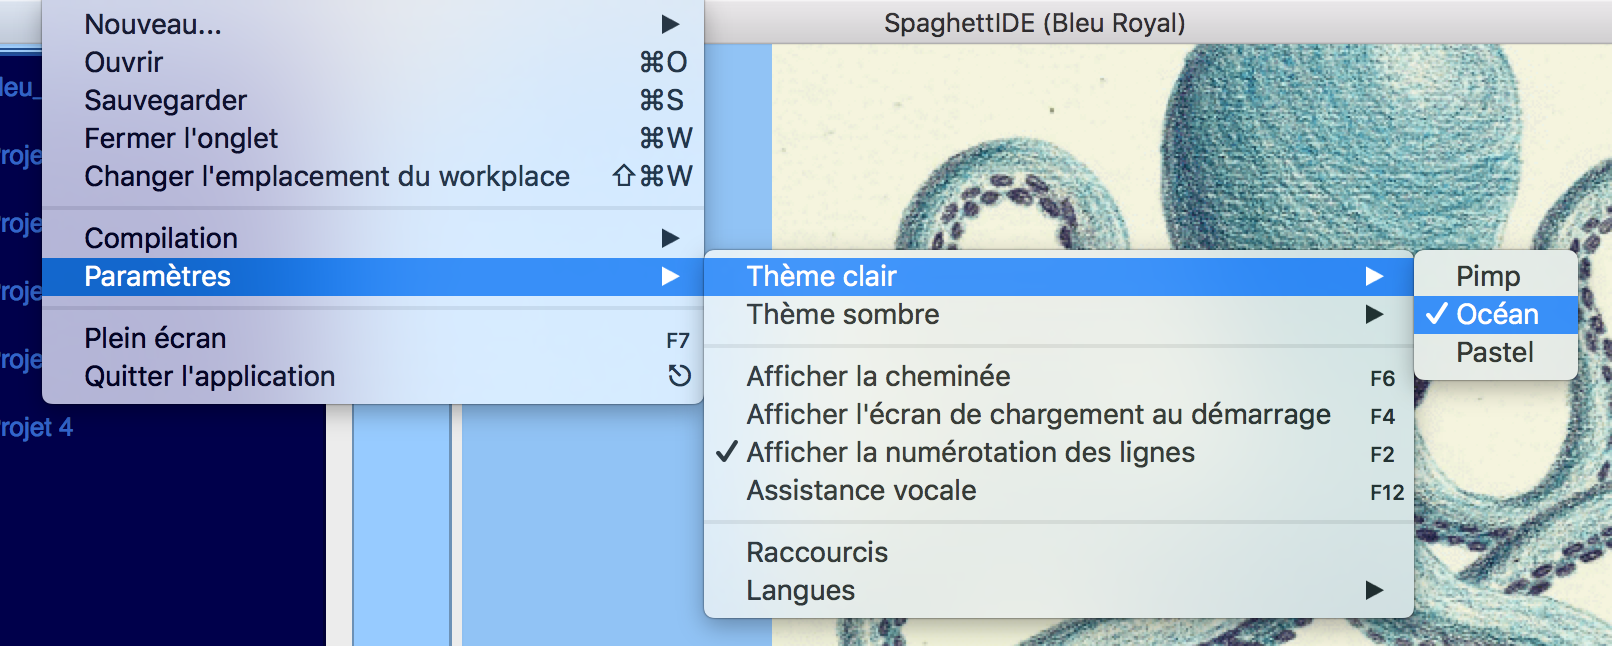 SpaghettIDE (Bleu Royal)
Nouveau... ▶
Ouvrir ⌘O
Sauvegarder ⌘S
Fermer l'onglet ⌘W
Changer l'emplacement du workplace ⇧⌘W
Compilation ▶
Paramètres ▶
Plein écran F7
Quitter l'application ⎋
Thème clair ▶
Thème sombre ▶
Afficher la cheminée F6
Afficher l'écran de chargement au démarrage F4
✓ Afficher la numérotation des lignes F2
Assistance vocale F12
Raccourcis
Langues ▶
Pimp
✓ Océan
Pastel
leu_
roje
roje
roje
roje
rojet 4